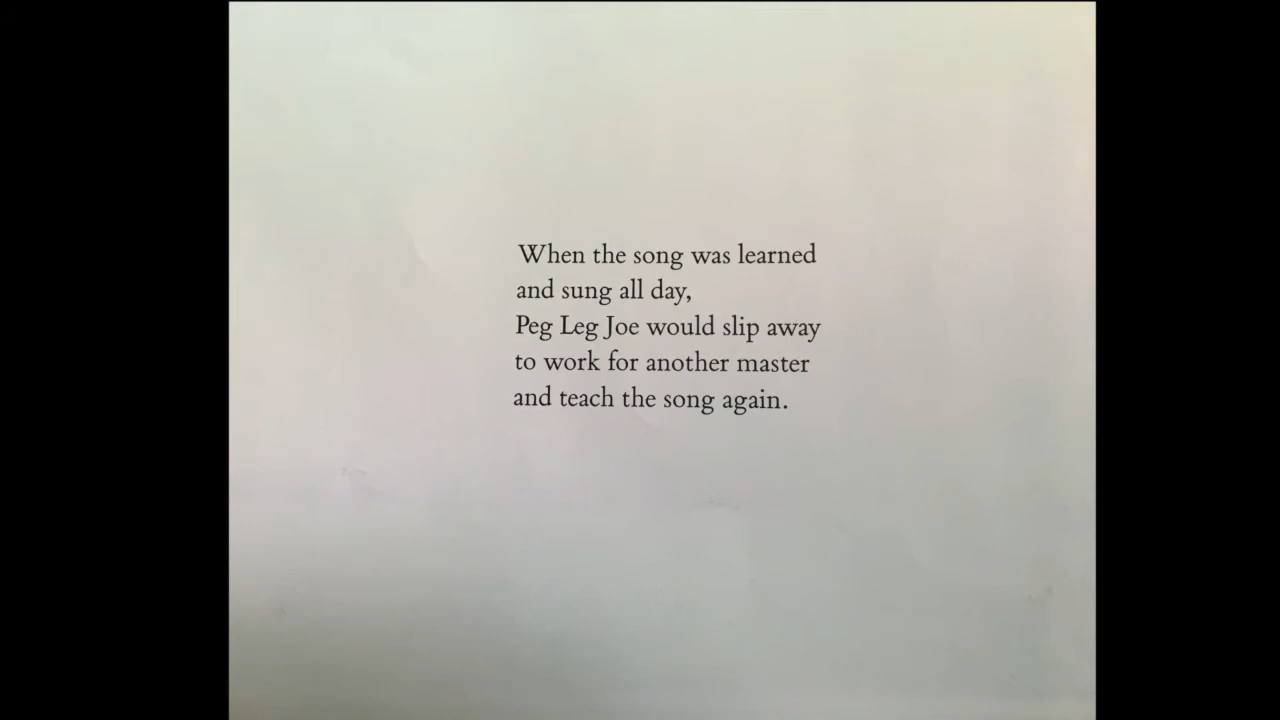 When the song was learned
and sung all day,
Peg Leg Joe would slip away
to work for another master
and teach the song again.